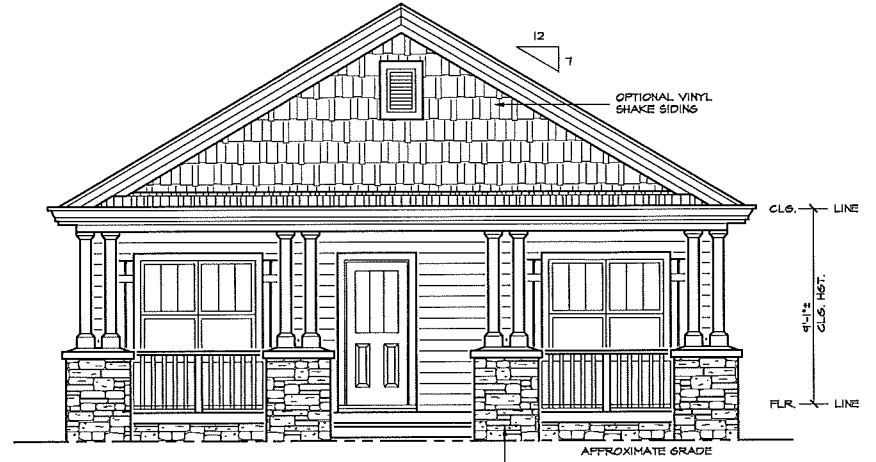 12
7
OPTIONAL VINYL
SHAKE SIDING
CLG. LINE
9'-1"±
CLG. HGT.
FLR. LINE
APPROXIMATE GRADE